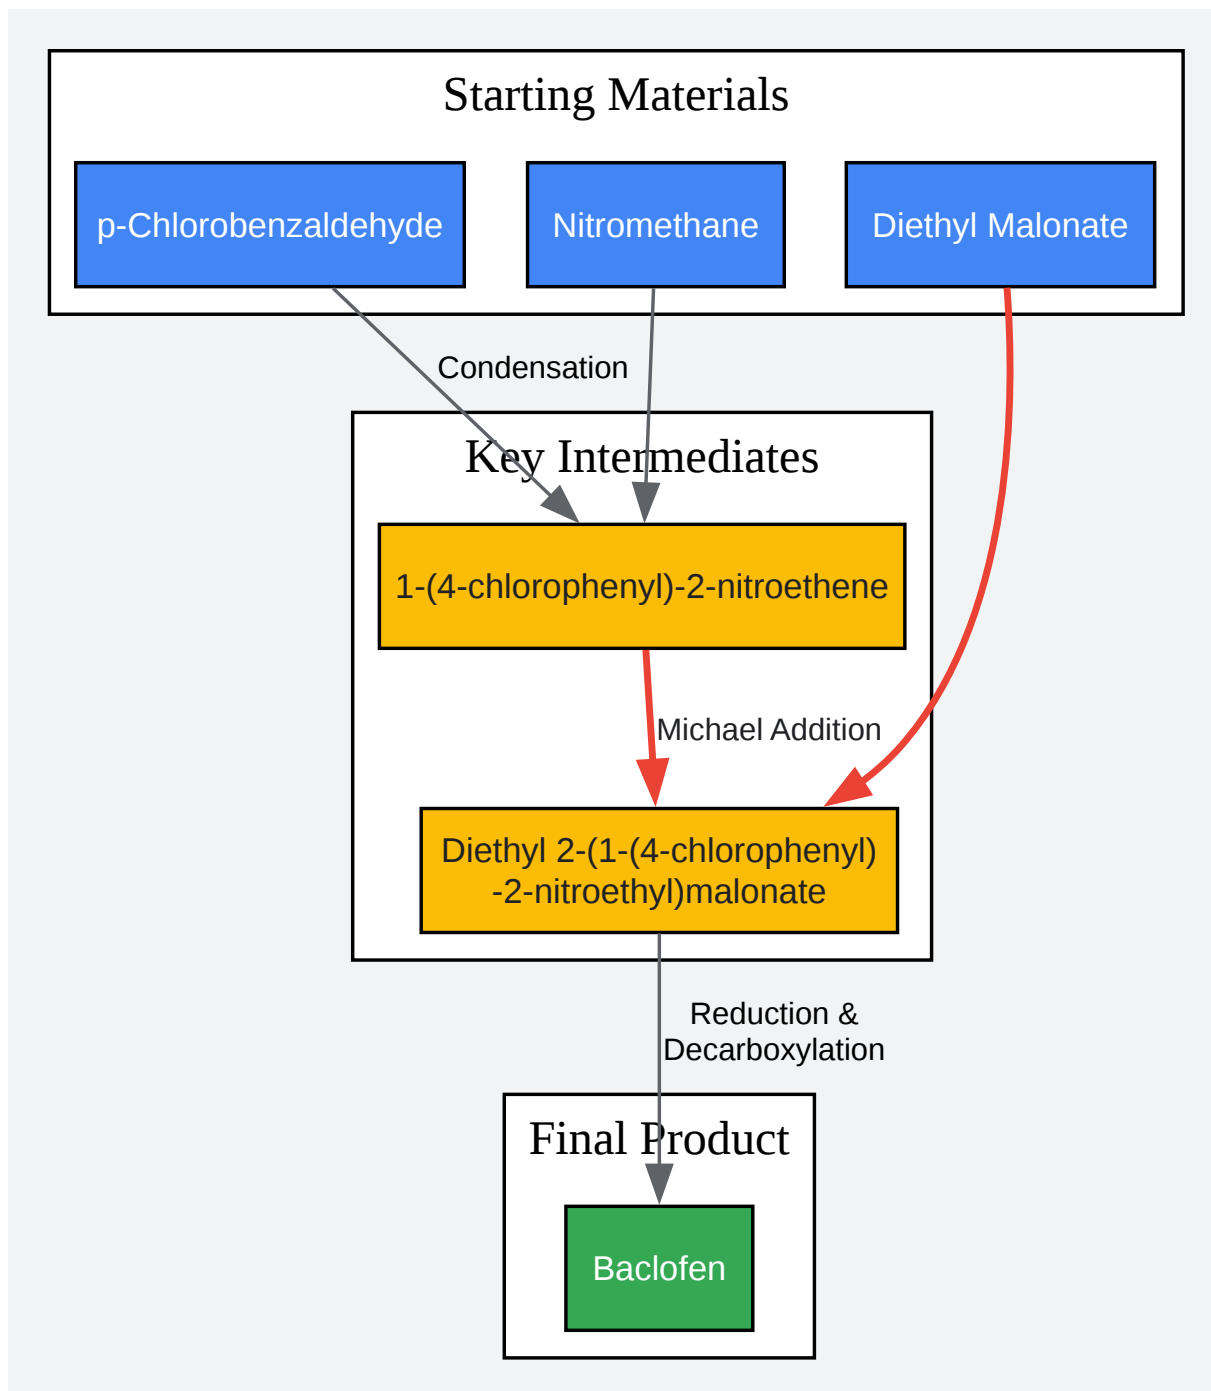 Starting Materials
p-Chlorobenzaldehyde
Nitromethane
Diethyl Malonate
Condensation
Key Intermediates
1-(4-chlorophenyl)-2-nitroethene
Michael Addition
Diethyl 2-(1-(4-chlorophenyl)
-2-nitroethyl)malonate
Reduction &
Decarboxylation
Final Product
Baclofen